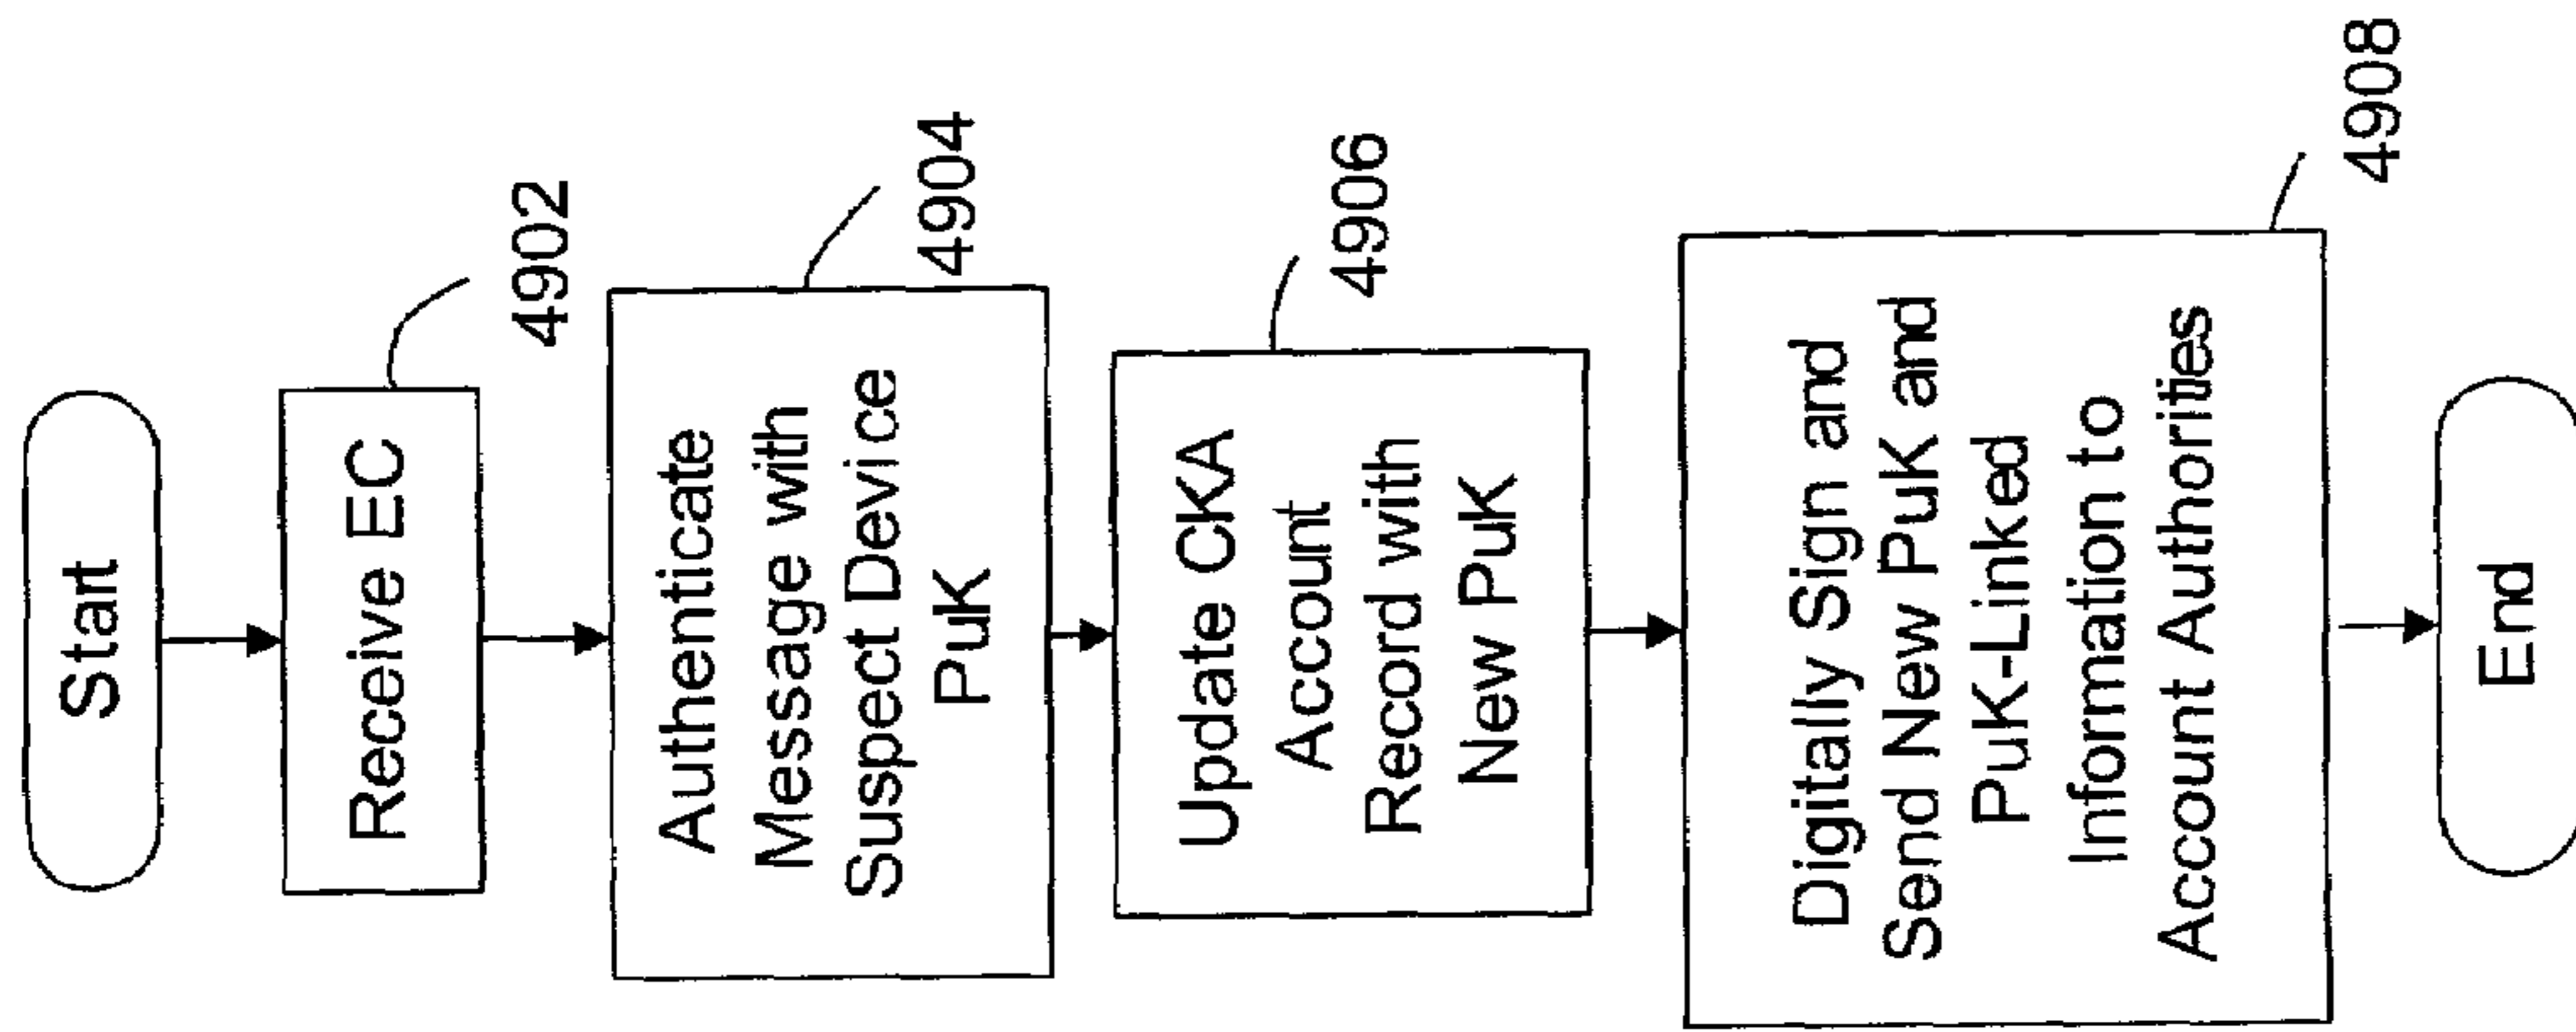 Start
Receive EC
4902
Authenticate
Message with
Suspect Device
PuK
4904
Update CKA
Account
Record with
New PuK
4906
Digitally Sign and
Send New PuK and
PuK-Linked
Information to
Account Authorities
4908
End